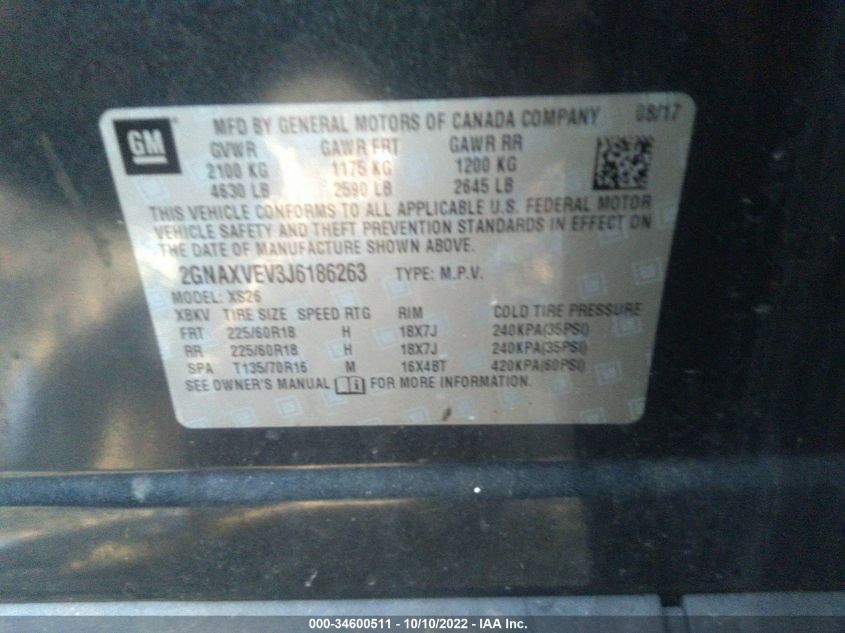 GM
MFD BY GENERAL MOTORS OF CANADA COMPANY 08/17
GVWR GAWR FRT GAWR RR
2100 KG 1175 KG 1200 KG
4630 LB 2590 LB 2645 LB
THIS VEHICLE CONFORMS TO ALL APPLICABLE U.S. FEDERAL MOTOR
VEHICLE SAFETY AND THEFT PREVENTION STANDARDS IN EFFECT ON
THE DATE OF MANUFACTURE SHOWN ABOVE.
2GNAXVEV3J6186263 TYPE: M.P.V.
MODEL: XS26
XBKV TIRE SIZE SPEED RTG RIM COLD TIRE PRESSURE
FRT 225/60R18 H 18X7J 240KPA(35PSI)
RR 225/60R18 H 18X7J 240KPA(35PSI)
SPA T135/70R16 M 16X4BT 420KPA(60PSI)
SEE OWNER'S MANUAL FOR MORE INFORMATION.
000-34600511 - 10/10/2022 - IAA Inc.